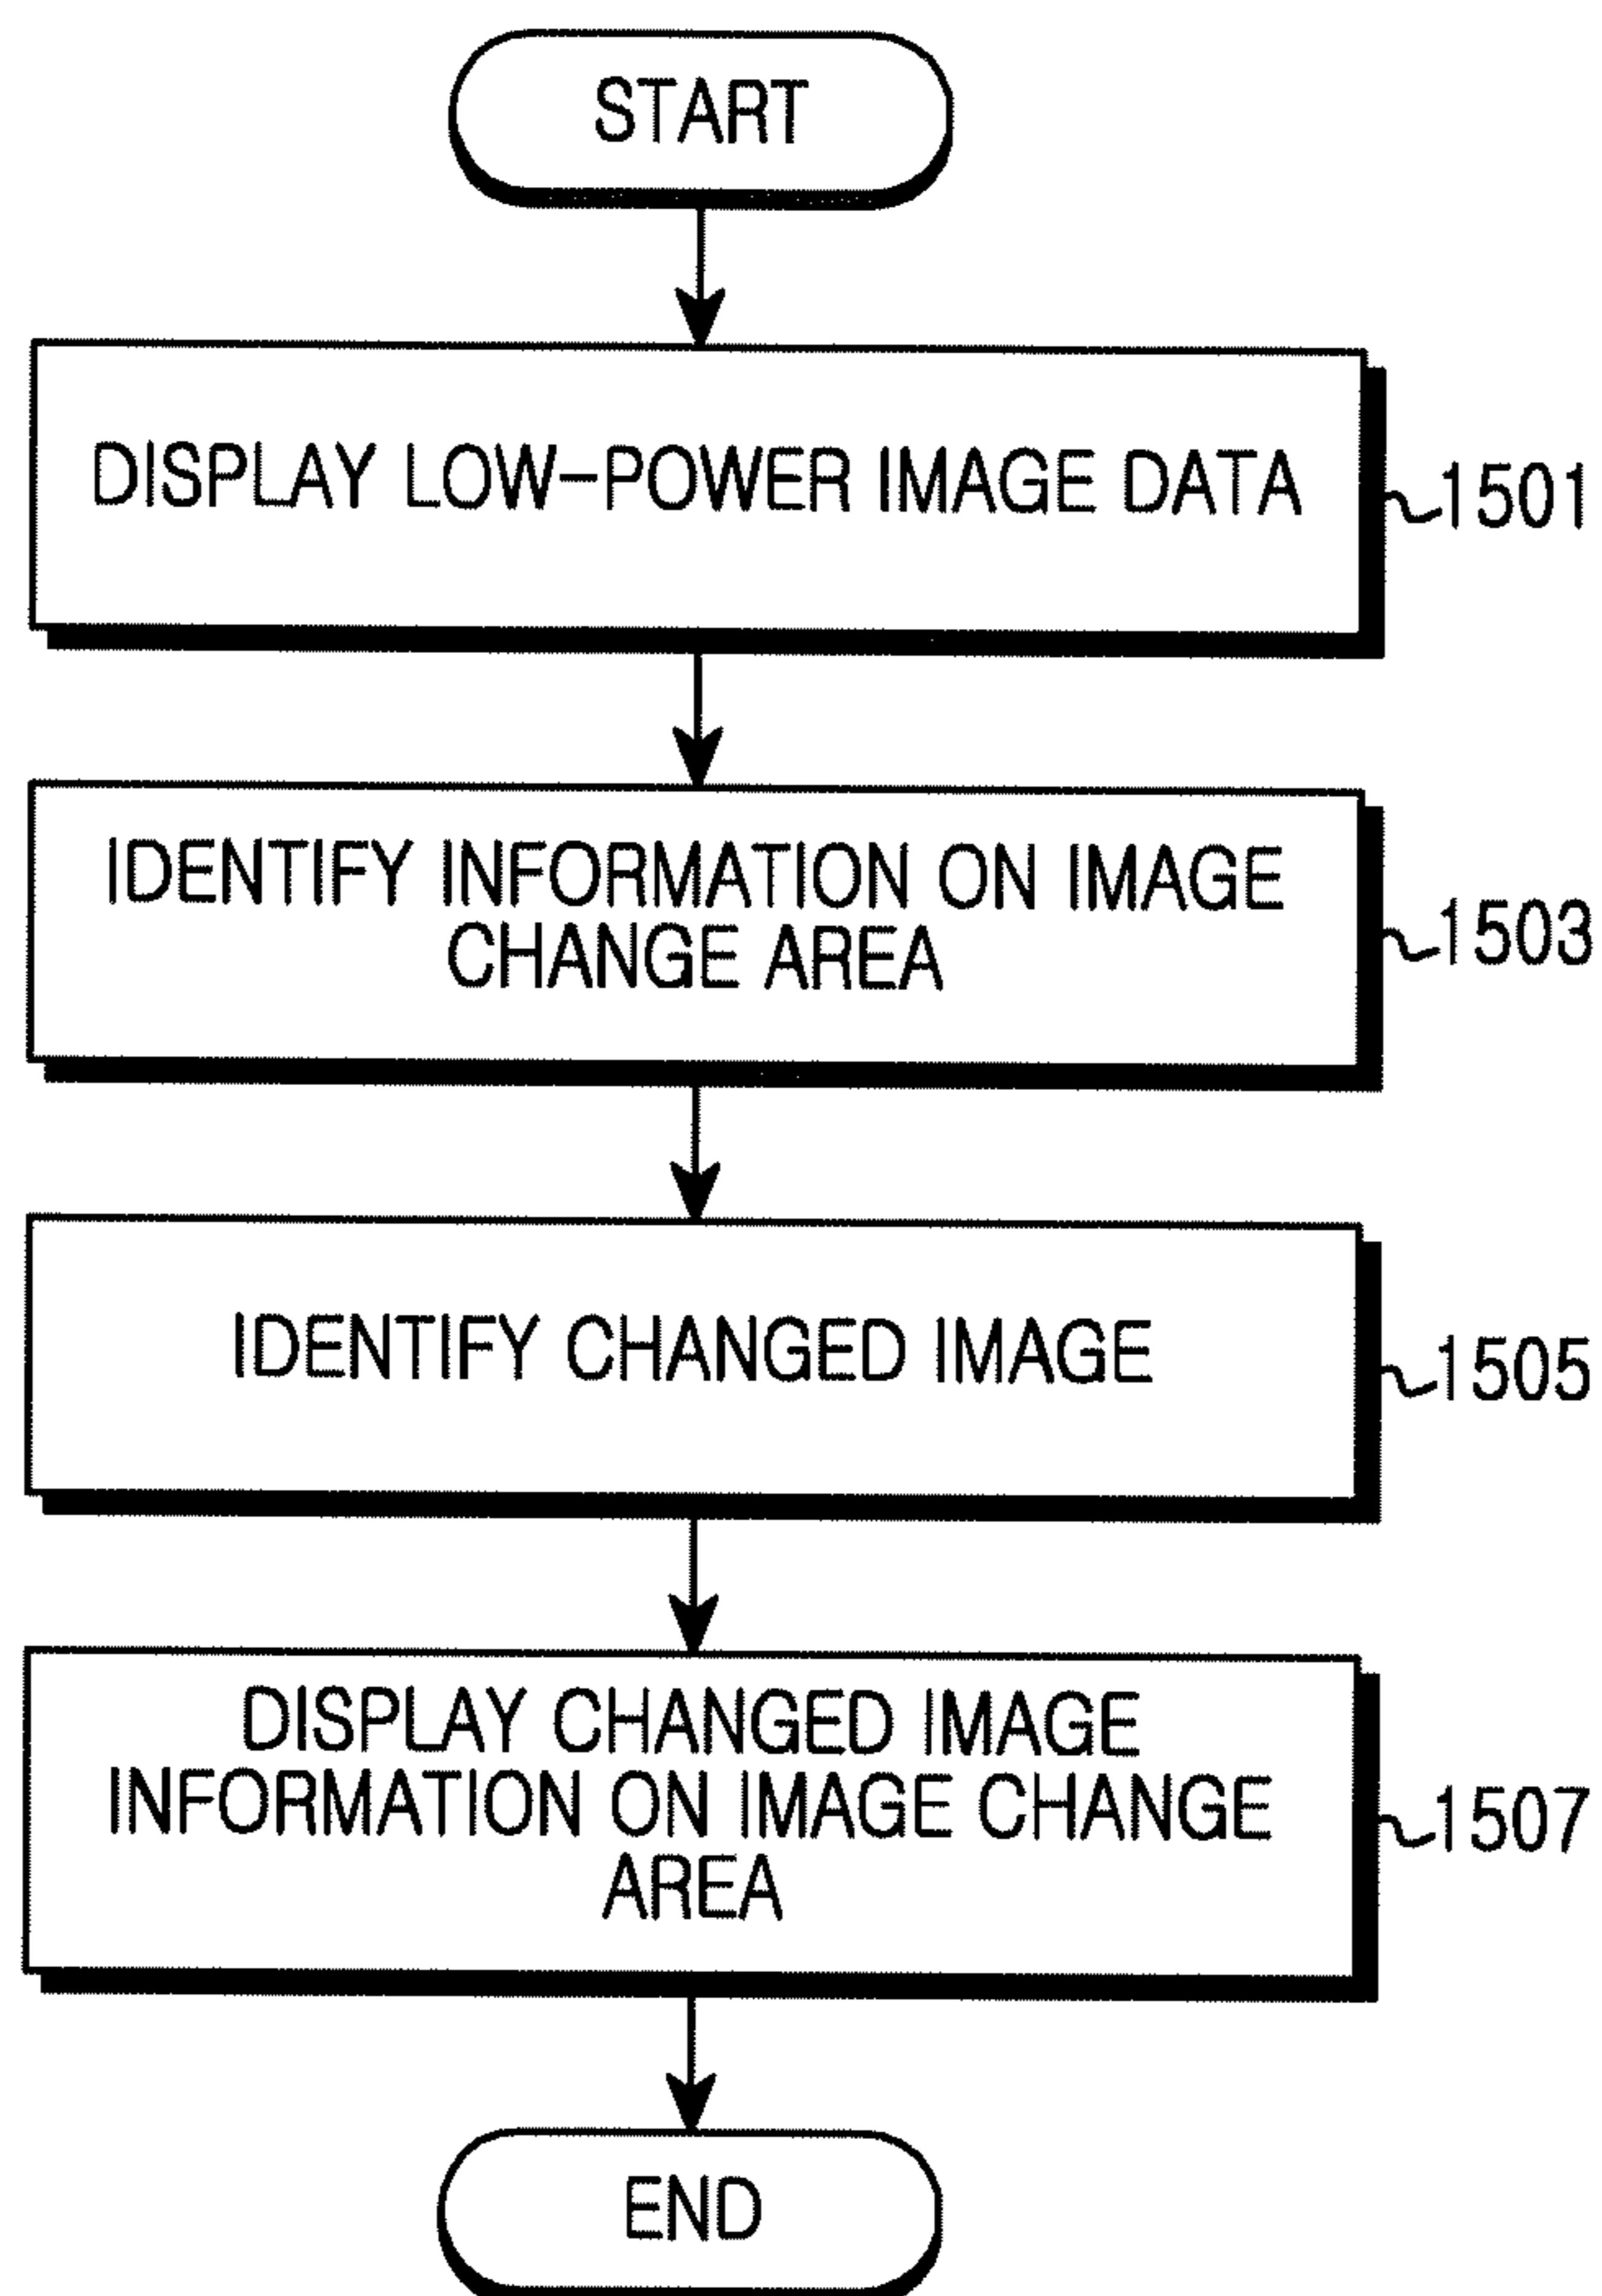 START
DISPLAY LOW-POWER IMAGE DATA
1501
IDENTIFY INFORMATION ON IMAGE
CHANGE AREA
1503
IDENTIFY CHANGED IMAGE
1505
DISPLAY CHANGED IMAGE
INFORMATION ON IMAGE CHANGE
AREA
1507
END